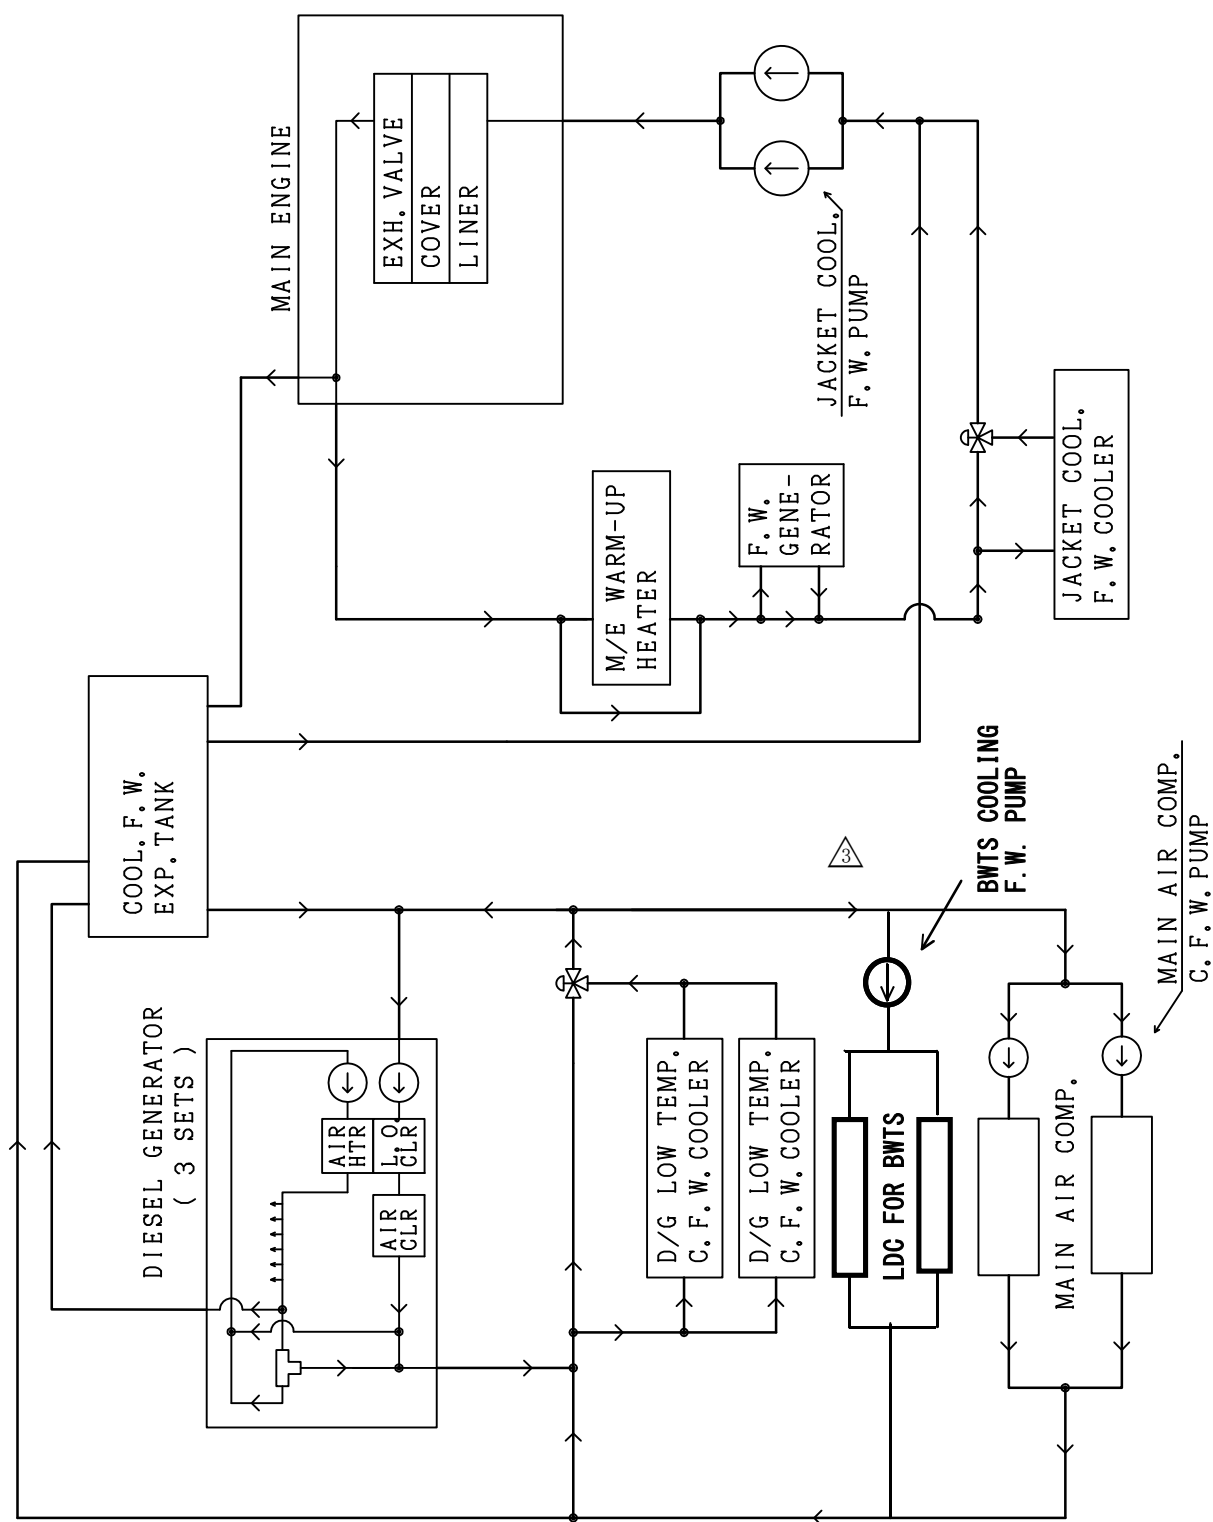 MAIN ENGINE
EXH. VALVE
COVER
LINER
JACKET COOL.
F. W. PUMP
M/E WARM-UP
HEATER
F. W.
GENE-
RATOR
JACKET COOL.
F. W. COOLER
COOL. F. W.
EXP. TANK
3
BWTS COOLING
F. W. PUMP
MAIN AIR COMP.
C. F. W. PUMP
DIESEL GENERATOR
( 3 SETS )
AIR
HTR
L.O.
CLR
AIR
CLR
D/G LOW TEMP.
C. F. W. COOLER
D/G LOW TEMP.
C. F. W. COOLER
LDC FOR BWTS
MAIN AIR COMP.